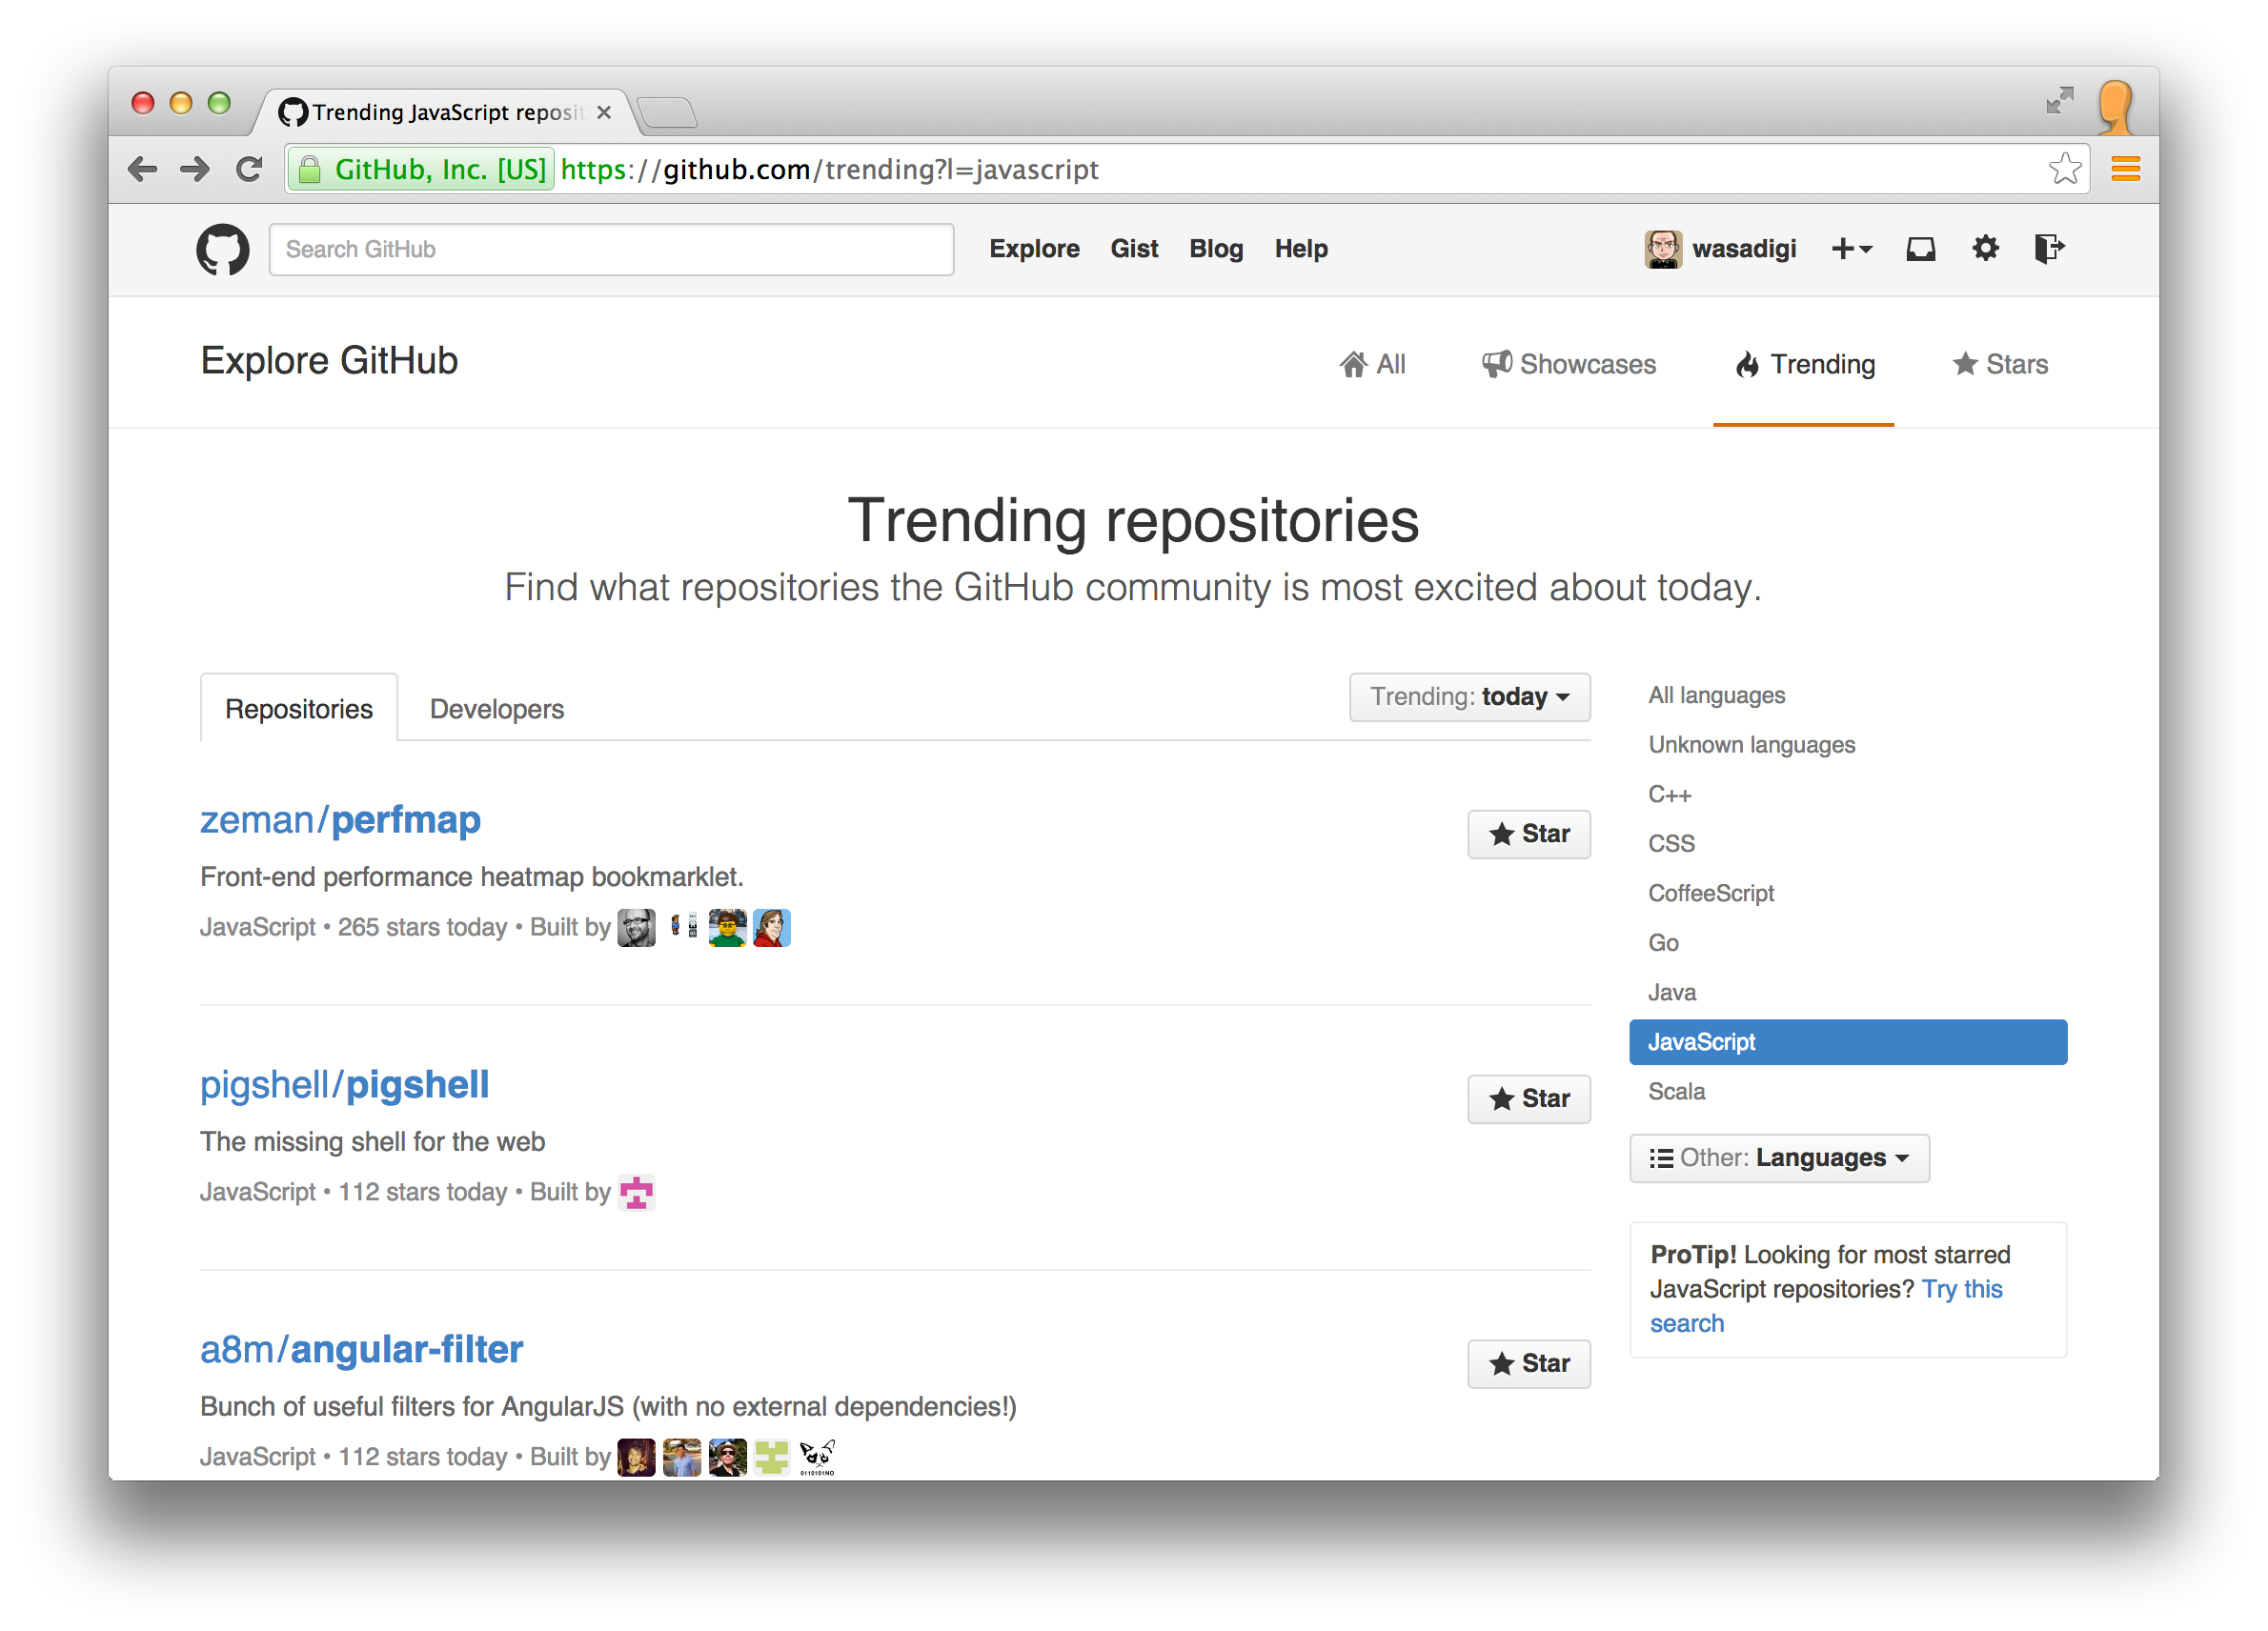 Trending JavaScript reposit
GitHub, Inc. [US] https://github.com/trending?l=javascript
Search GitHub
Explore Gist Blog Help
wasadigi
Explore GitHub
All Showcases Trending Stars
Trending repositories
Find what repositories the GitHub community is most excited about today.
Repositories Developers
Trending: today
zeman/perfmap
Star
Front-end performance heatmap bookmarklet.
JavaScript • 265 stars today • Built by
pigshell/pigshell
Star
The missing shell for the web
JavaScript • 112 stars today • Built by
a8m/angular-filter
Star
Bunch of useful filters for AngularJS (with no external dependencies!)
JavaScript • 112 stars today • Built by
0110101NO
All languages
Unknown languages
C++
CSS
CoffeeScript
Go
Java
JavaScript
Scala
Other: Languages
ProTip! Looking for most starred
JavaScript repositories? Try this
search